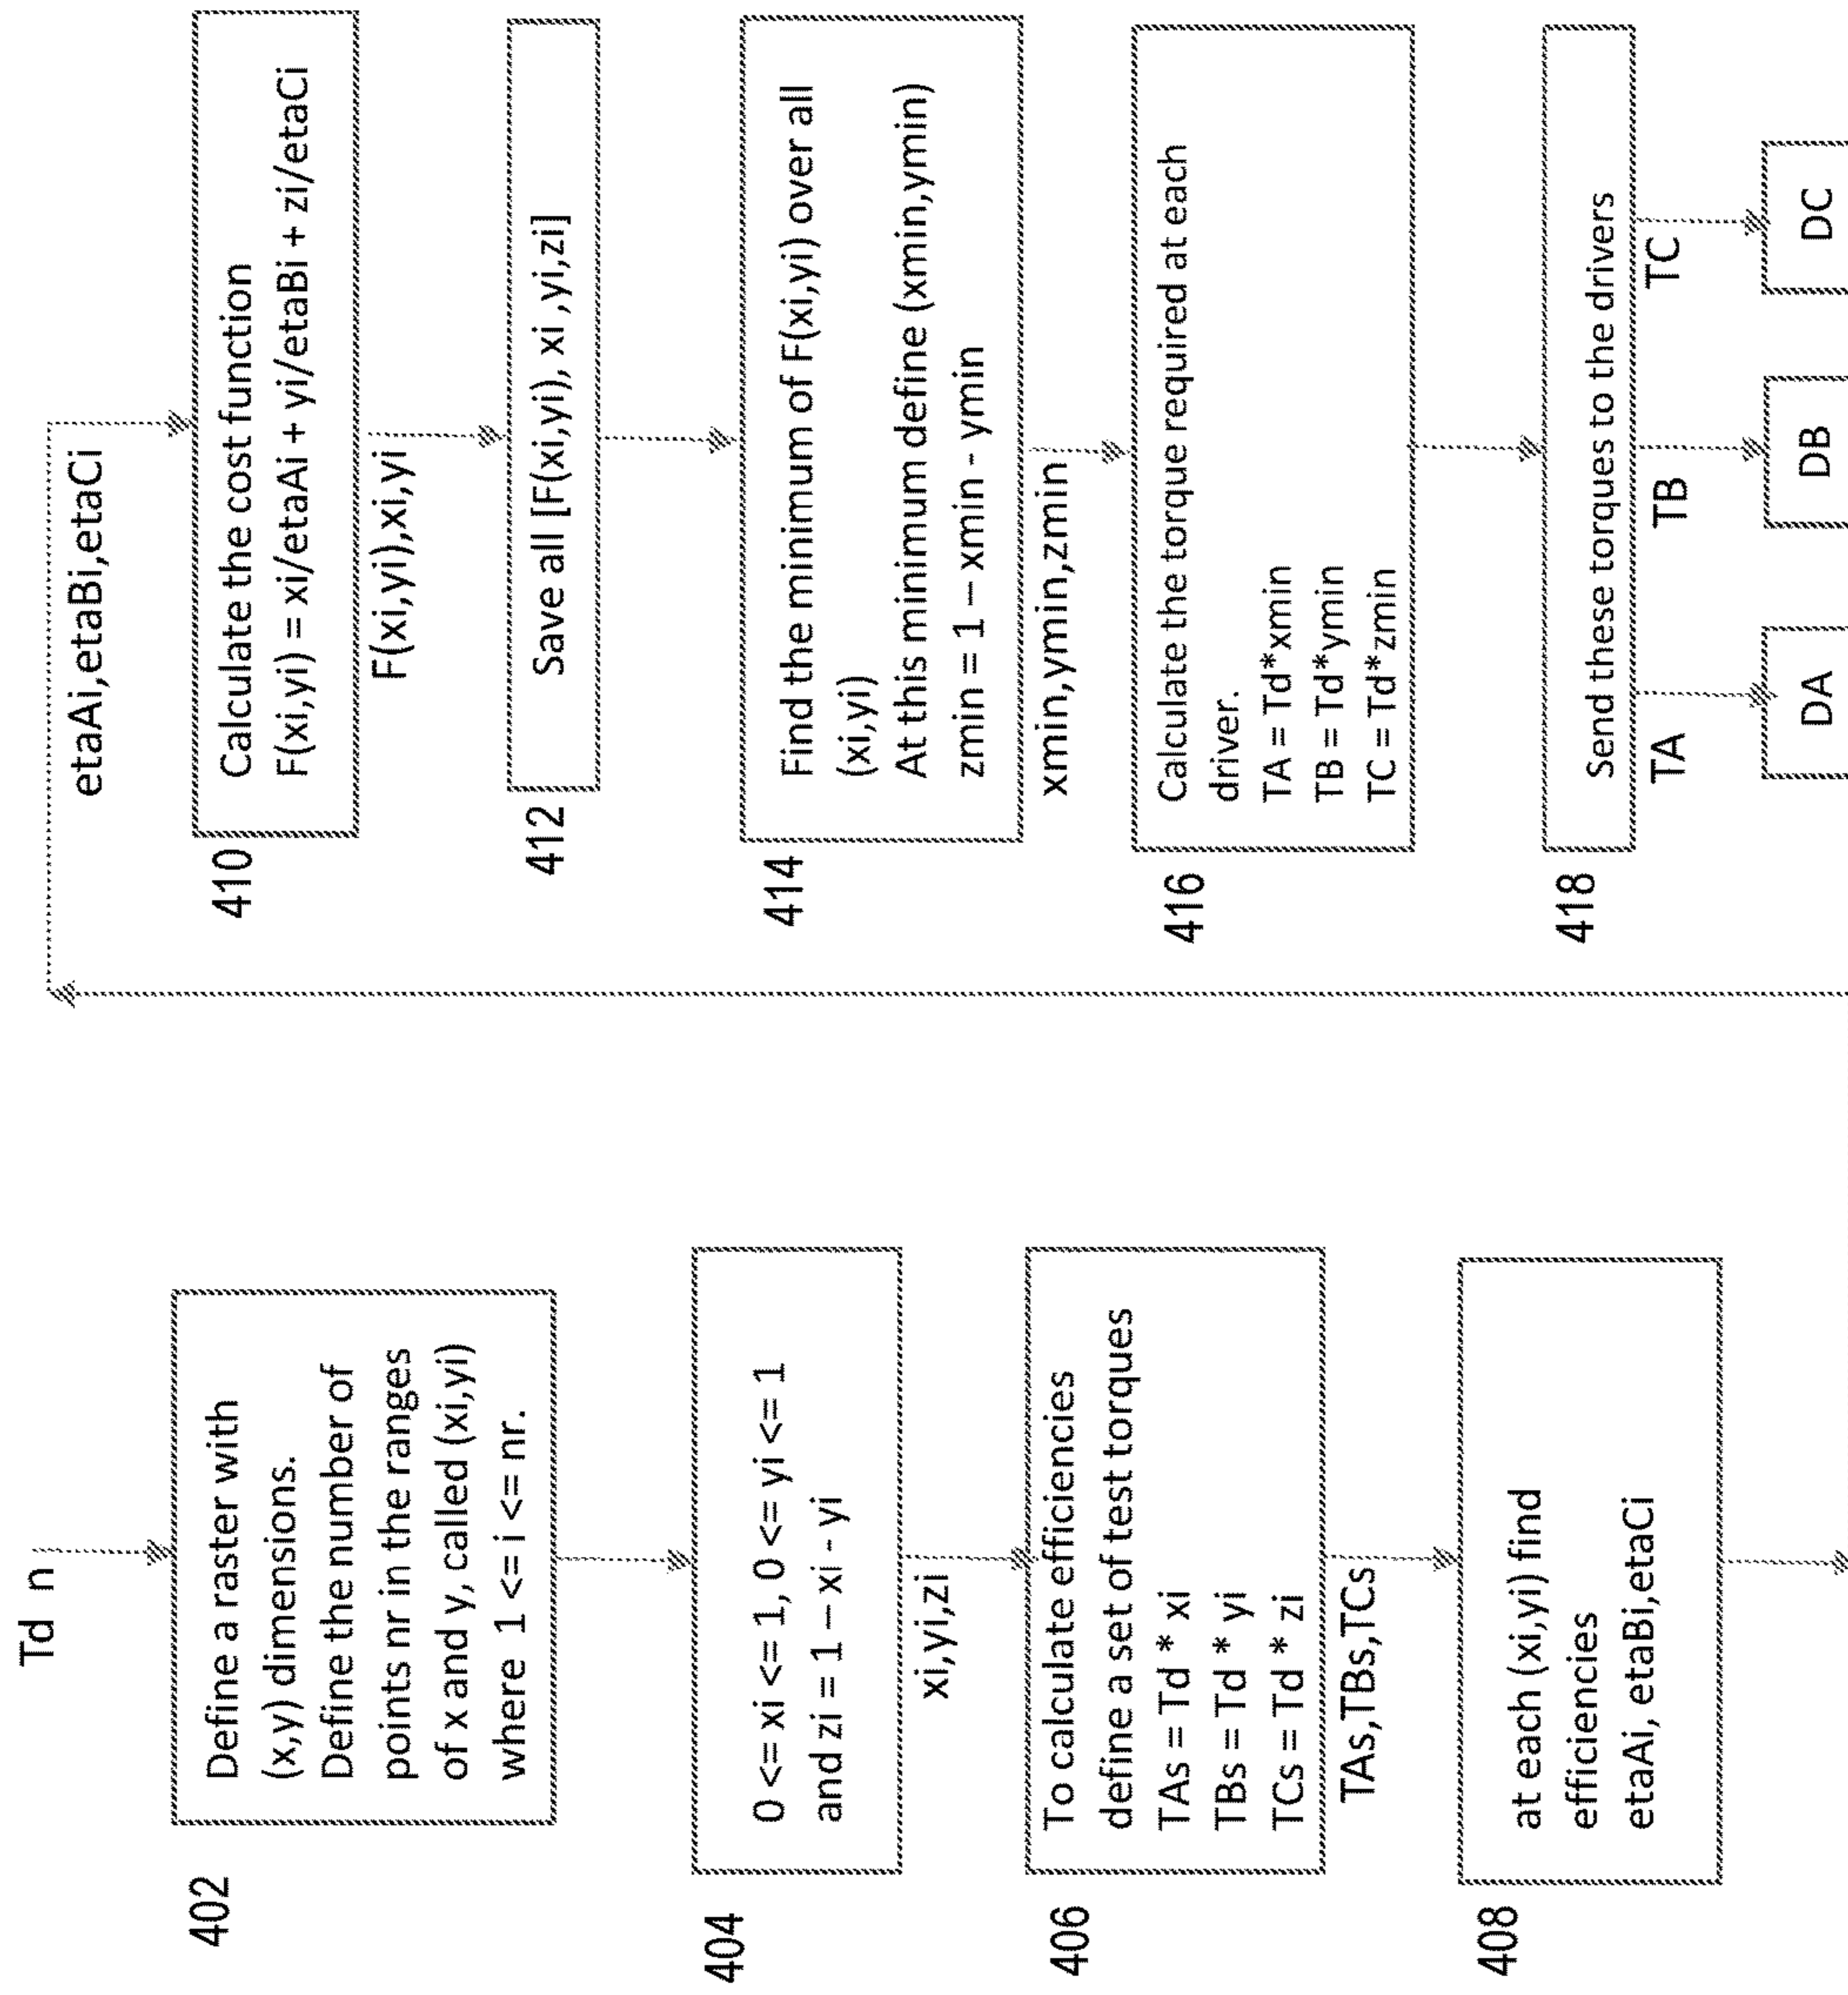 Td n
402
Define a raster with
(x,y) dimensions.
Define the number of
points nr in the ranges
of x and y, called (xi,yi)
where 1 <= i <= nr.
404
0 <= xi <= 1, 0 <= yi <= 1
and zi = 1 – xi - yi
xi,yi,zi
406
To calculate efficiencies
define a set of test torques
TAs = Td * xi
TBs = Td * yi
TCs = Td * zi
TAs,TBs,TCs
408
at each (xi,yi) find
efficiencies
etaAi, etaBi,etaCi
etaAi,etaBi,etaCi
410
Calculate the cost function
F(xi,yi) = xi/etaAi + yi/etaBi + zi/etaCi
F(xi,yi),xi,yi
412
Save all [F(xi,yi), xi ,yi,zi]
414
Find the minimum of F(xi,yi) over all
(xi,yi)
At this minimum define (xmin,ymin)
zmin = 1 – xmin - ymin
xmin,ymin,zmin
416
Calculate the torque required at each
driver.
TA = Td*xmin
TB = Td*ymin
TC = Td*zmin
418
Send these torques to the drivers
TA TB TC
DA DB DC